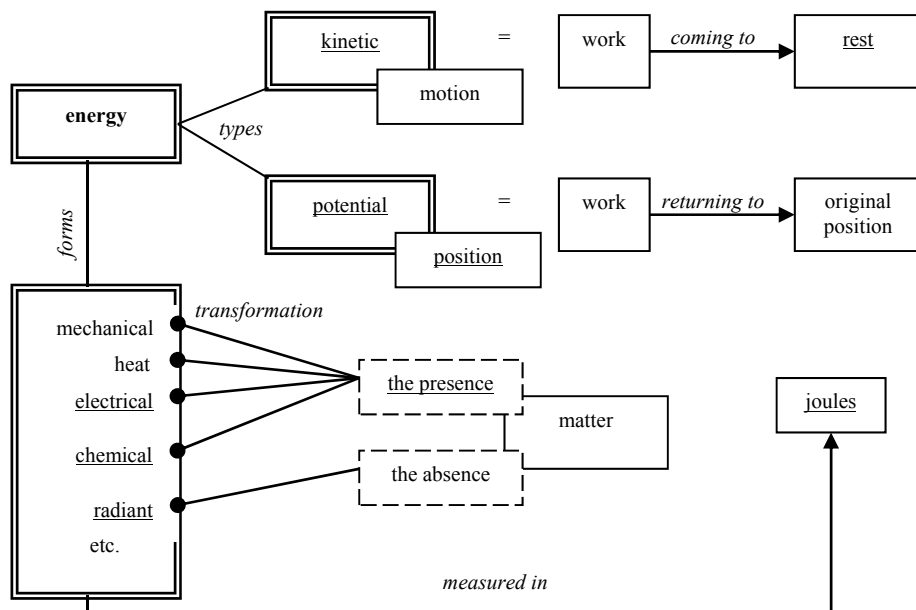 kinetic
=
work
coming to
rest
motion
energy
types
potential
=
work
returning to
original
position
position
forms
transformation
mechanical
heat
electrical
chemical
radiant
etc.
the presence
matter
the absence
joules
measured in